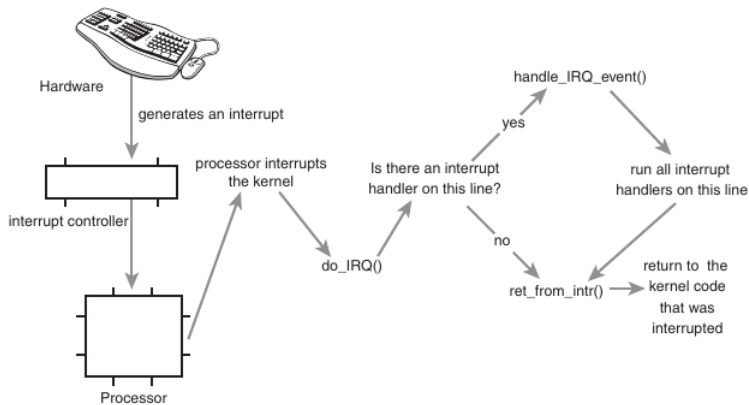 Hardware
generates an interrupt
interrupt controller
Processor
processor interrupts
the kernel
do_IRQ()
Is there an interrupt
handler on this line?
yes
no
handle_IRQ_event()
run all interrupt
handlers on this line
ret_from_intr()
return to the
kernel code
that was
interrupted